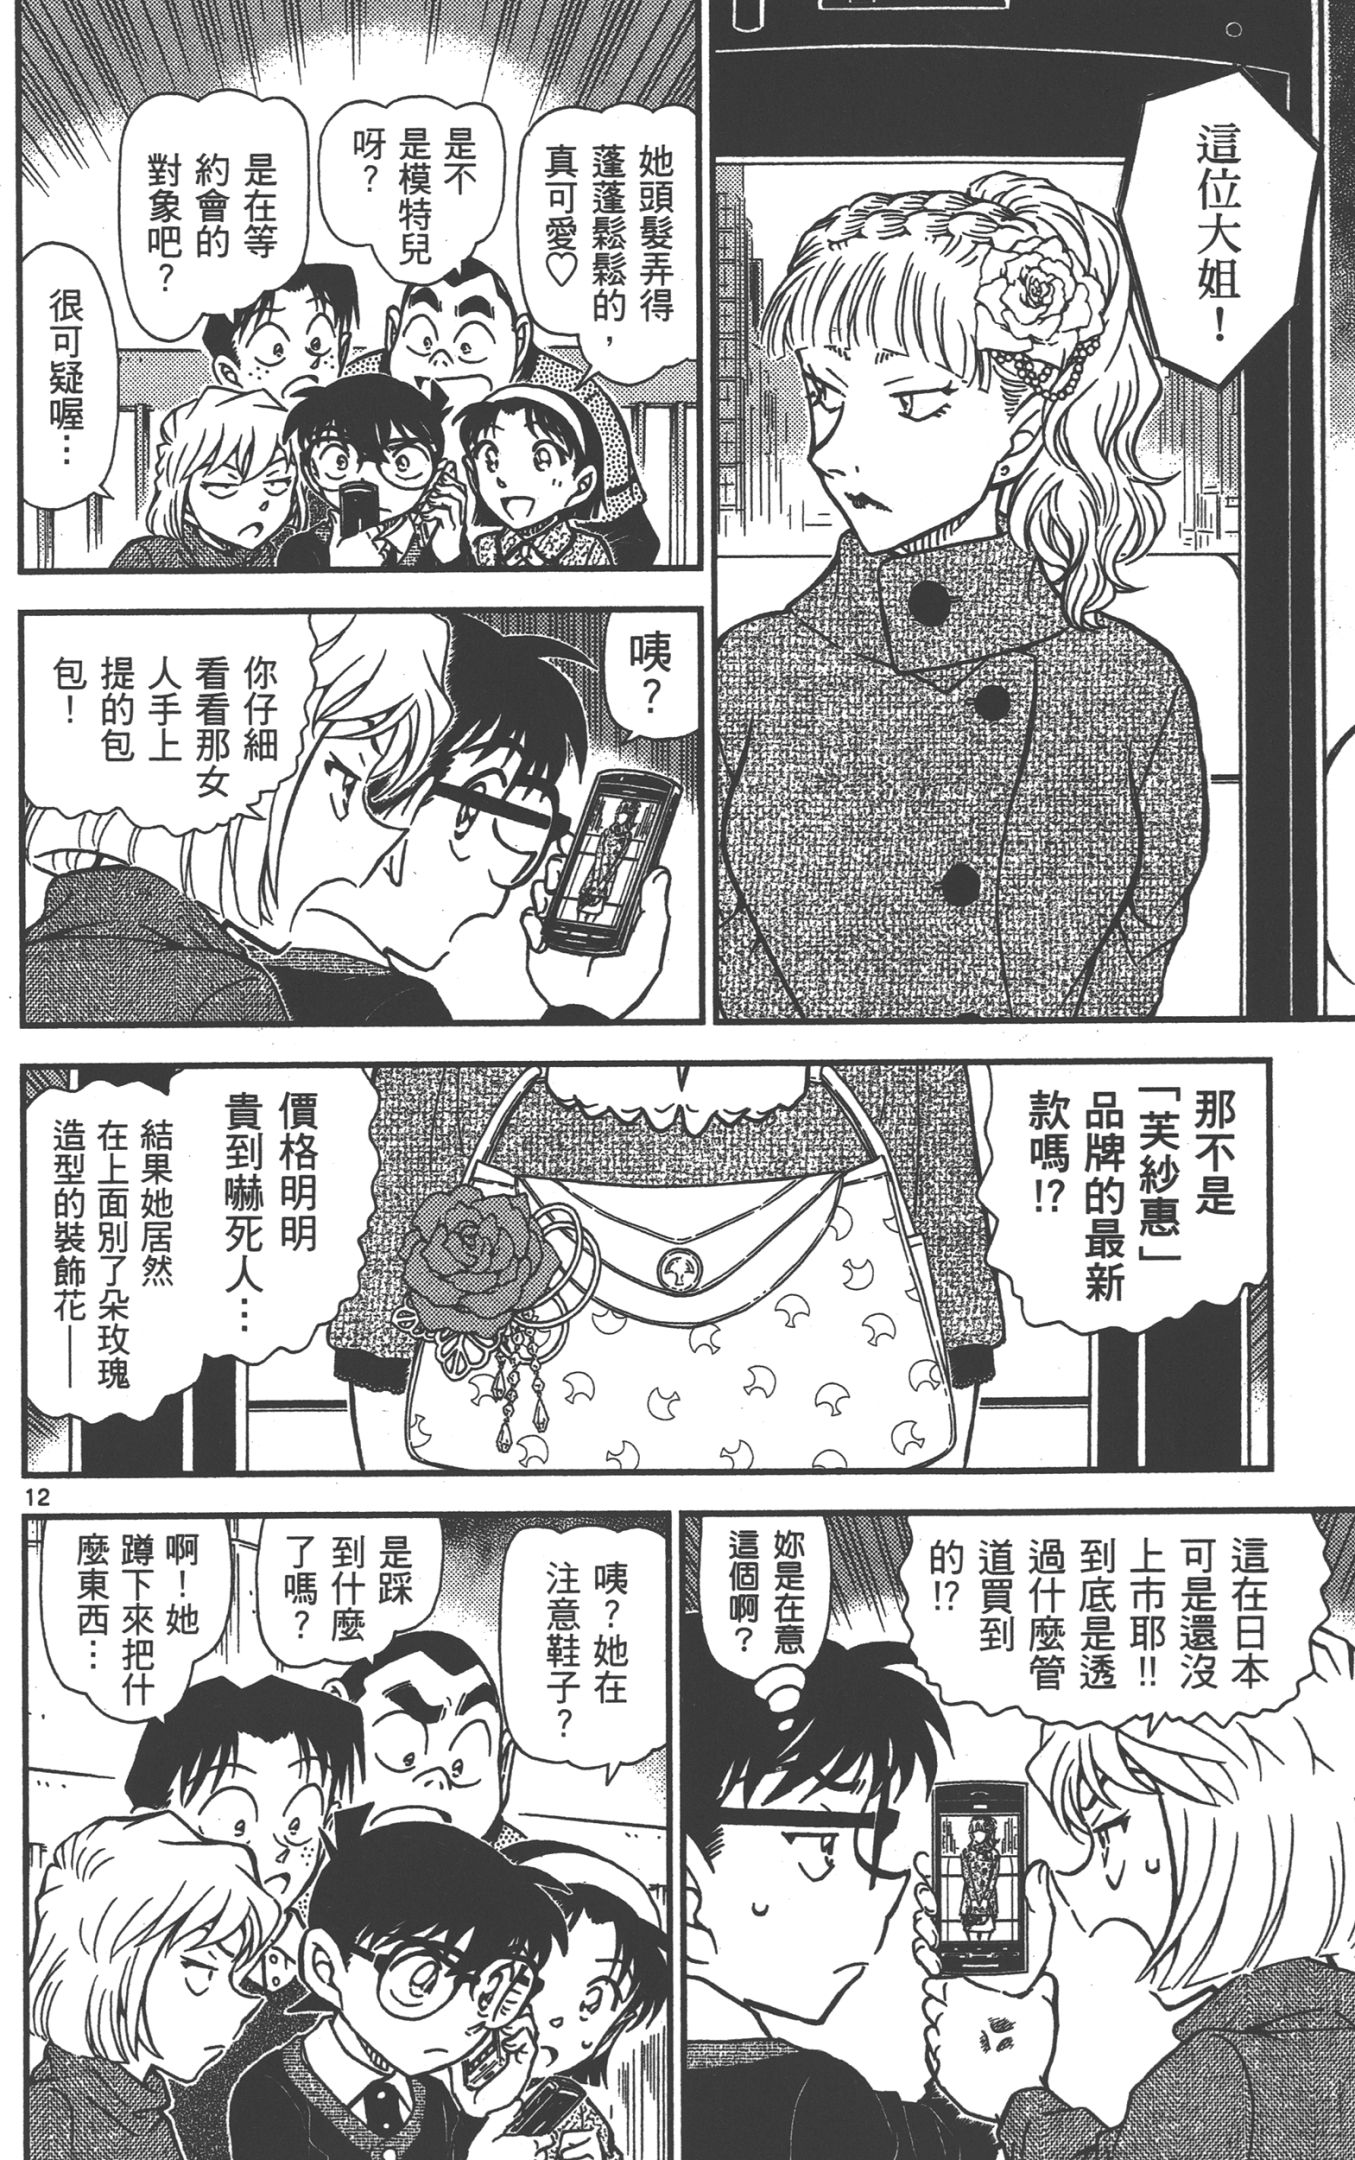 這位大姐！
她頭髮弄得
蓬蓬鬆鬆的，
真可愛♡
是不
是模特兒
呀？
是在等
約會的
對象吧？
很可疑喔…
咦？
你仔細
看看那女
人手上
提的包
包！
那不是
「芙紗惠」
品牌的最新
款嗎!?
價格明明
貴到嚇死人…
結果她居然
在上面別了朵玫瑰
造型的裝飾花——
12
這在日本
可是還沒
上市耶!!
到底是透
過什麼管
道買到
的!?
妳是在意
這個啊？
咦？她在
注意鞋子？
是踩
到什麼
了嗎？
啊！她
蹲下來把什
麼東西…